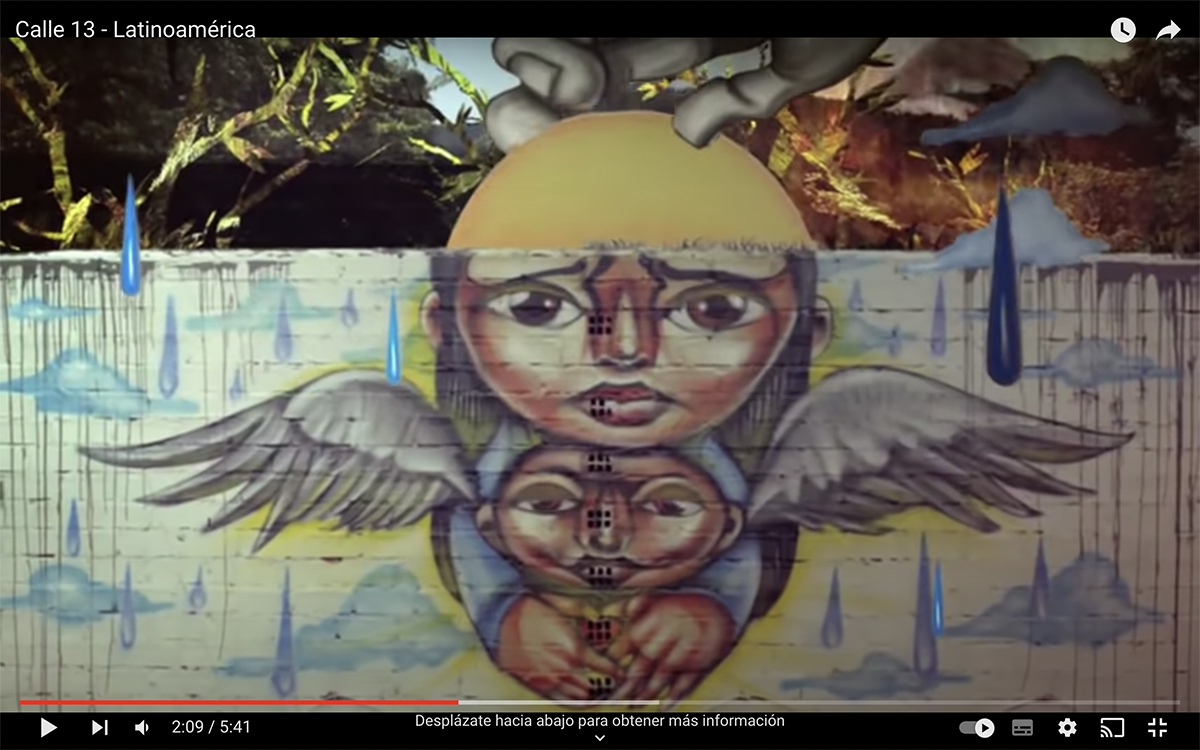 Calle 13 - Latinoamérica
2:09 / 5:41
Desplázate hacia abajo para obtener más información